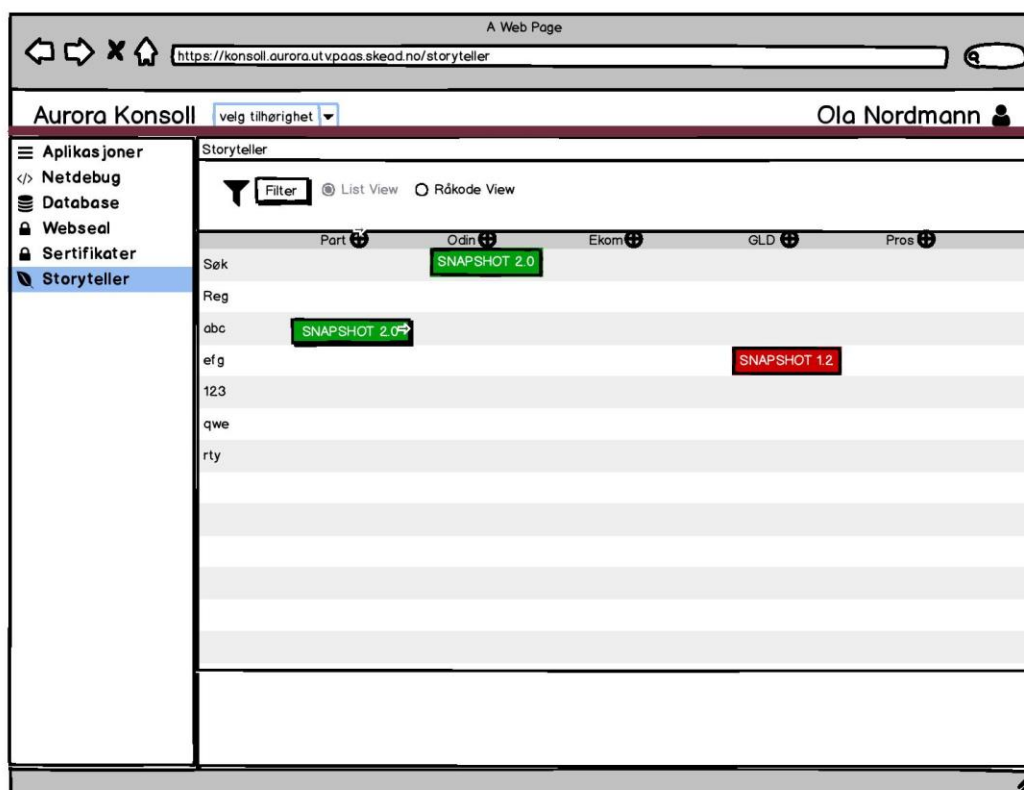 A Web Page
https://konsoll.aurora.utvpaas.skead.no/storyteller
Aurora Konsoll velg tilhørighet Ola Nordmann
Aplikasjoner
Netdebug
Database
Webseal
Sertifikater
Storyteller
Storyteller
Filter List View Råkode View
Part Odin Ekom GLD Pros
Søk SNAPSHOT 2.0
Reg
abc SNAPSHOT 2.0
efg SNAPSHOT 1.2
123
qwe
rty